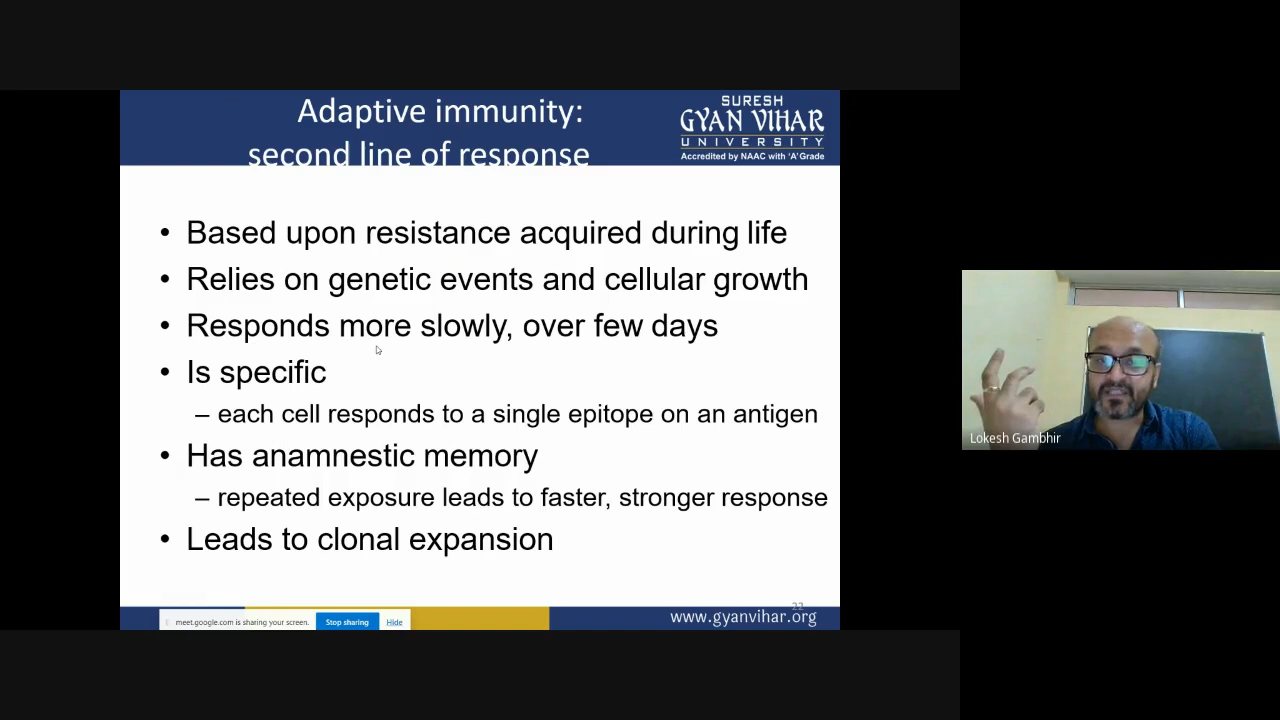 Adaptive immunity:
second line of response
SURESH
GYAN VIHAR
UNIVERSITY
Accredited by NAAC with 'A' Grade
• Based upon resistance acquired during life
• Relies on genetic events and cellular growth
• Responds more slowly, over few days
• Is specific
– each cell responds to a single epitope on an antigen
• Has anamnestic memory
– repeated exposure leads to faster, stronger response
• Leads to clonal expansion
22
www.gyanvihar.org
meet.google.com is sharing your screen.
Stop sharing
Hide
Lokesh Gambhir